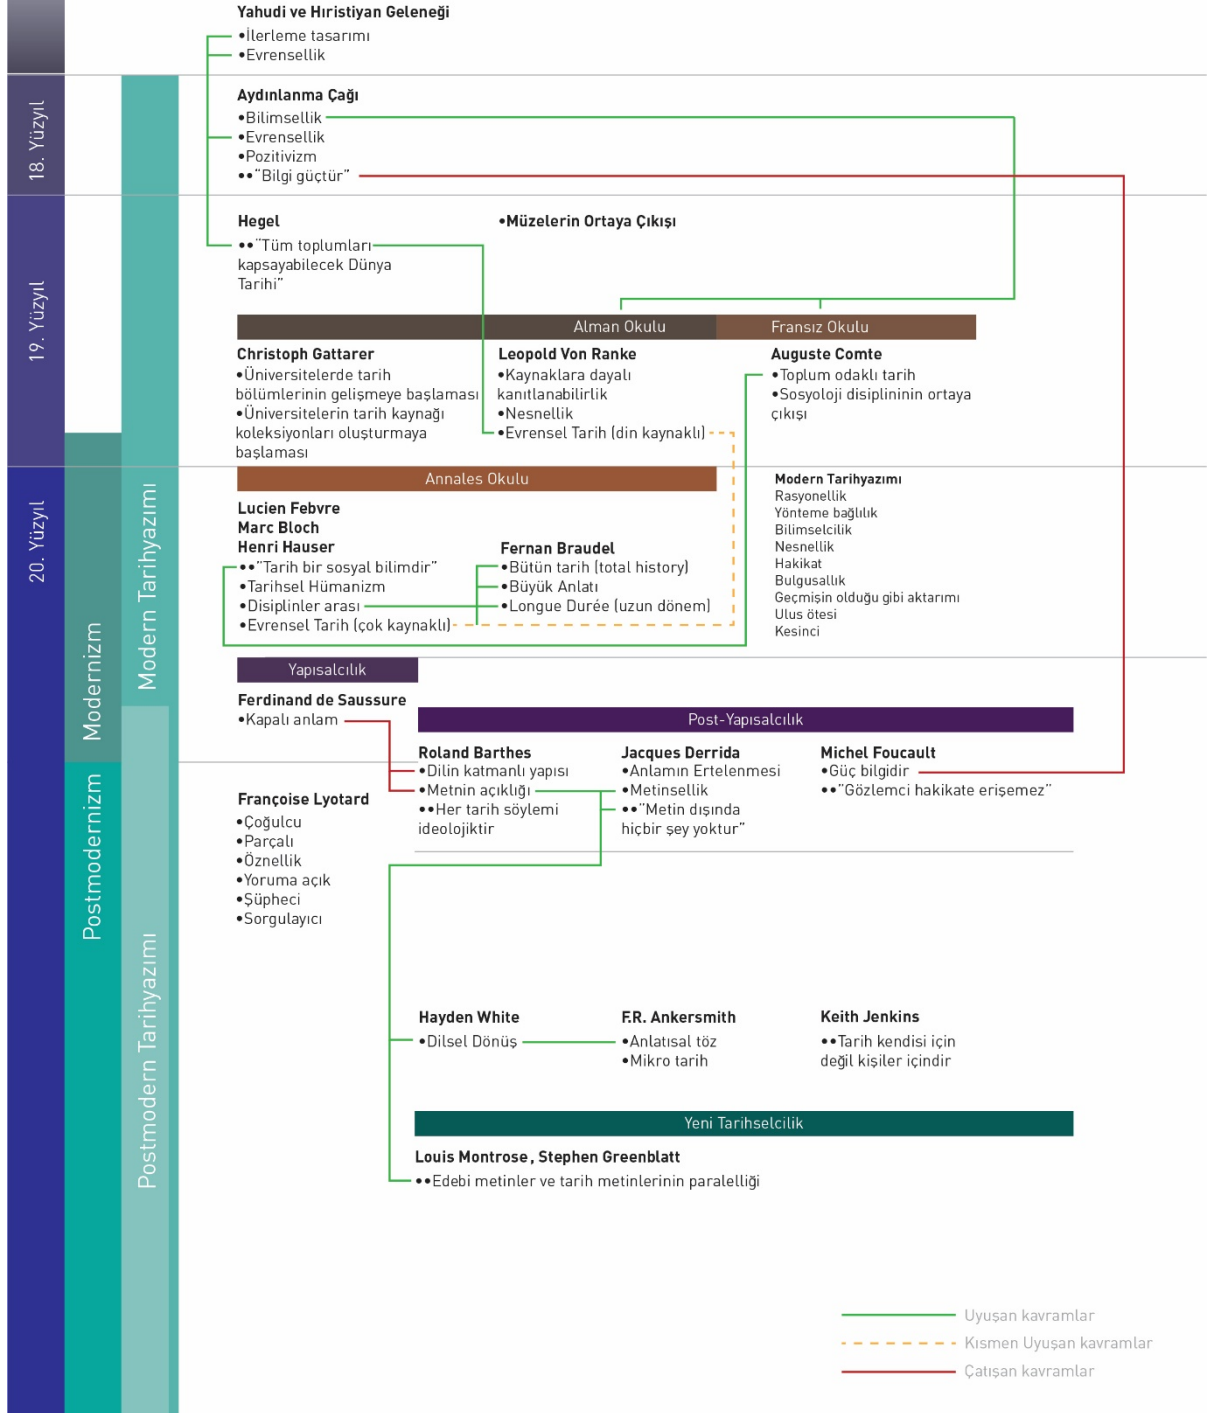 Yahudi ve Hıristiyan Geleneği
•İlerleme tasarımı
•Evrensellik
18. Yüzyıl
Aydınlanma Çağı
•Bilimsellik
•Evrensellik
•Pozitivizm
••"Bilgi güçtür"
19. Yüzyıl
Hegel
••"Tüm toplumları
kapsayabilecek Dünya
Tarihi"
•Müzelerin Ortaya Çıkışı
Alman Okulu
Fransız Okulu
Christoph Gattarer
•Üniversitelerde tarih
bölümlerinin gelişmeye başlaması
•Üniversitelerin tarih kaynağı
koleksiyonları oluşturmaya
başlaması
Leopold Von Ranke
•Kaynaklara dayalı
kanıtlanabilirlik
•Nesnellik
•Evrensel Tarih (din kaynaklı)
Auguste Comte
•Toplum odaklı tarih
•Sosyoloji disiplininin ortaya
çıkışı
20. Yüzyıl
Modernizm
Modern Tarihyazımı
Annales Okulu
Lucien Febvre
Marc Bloch
Henri Hauser
••"Tarih bir sosyal bilimdir"
•Tarihsel Hümanizm
•Disiplinler arası
•Evrensel Tarih (çok kaynaklı)
Fernan Braudel
•Bütün tarih (total history)
•Büyük Anlatı
•Longue Durée (uzun dönem)
Modern Tarihyazımı
Rasyonellik
Yönteme bağlılık
Bilimselcilik
Nesnellik
Hakikat
Bulgusallık
Geçmişin olduğu gibi aktarımı
Ulus ötesi
Kesinci
Yapısalcılık
Ferdinand de Saussure
•Kapalı anlam
Post-Yapısalcılık
Roland Barthes
•Dilin katmanlı yapısı
•Metnin açıklığı
••Her tarih söylemi
ideolojiktir
Jacques Derrida
•Anlamın Ertelenmesi
•Metinsellik
••"Metin dışında
hiçbir şey yoktur"
Michel Foucault
•Güç bilgidir
••"Gözlemci hakikate erişemez"
Postmodernizm
Postmodern Tarihyazımı
Françoise Lyotard
•Çoğulcu
•Parçalı
•Öznellik
•Yoruma açık
•Şüpheci
•Sorgulayıcı
Hayden White
•Dilsel Dönüş
F.R. Ankersmith
•Anlatısal töz
•Mikro tarih
Keith Jenkins
••Tarih kendisi için
değil kişiler içindir
Yeni Tarihselcilik
Louis Montrose, Stephen Greenblatt
••Edebi metinler ve tarih metinlerinin paralelliği
Uyuşan kavramlar
Kısmen Uyuşan kavramlar
Çatışan kavramlar